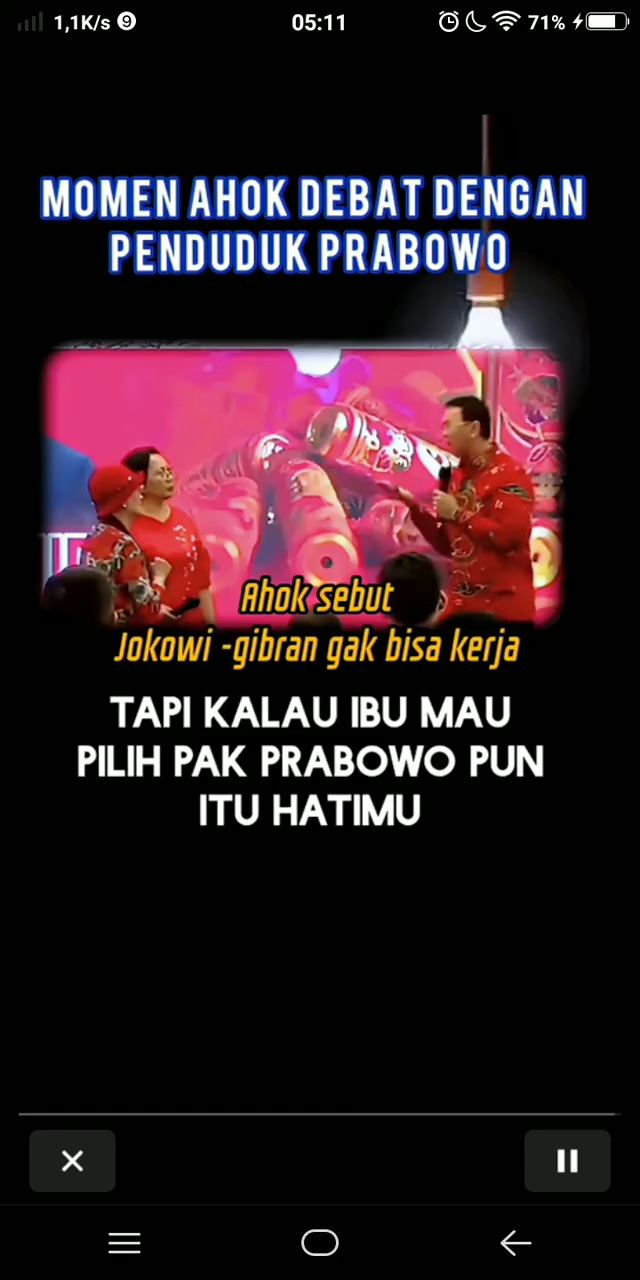 1,1K/s 9 05:11 71%
MOMEN AHOK DEBAT DENGAN
PENDUDUK PRABOWO
Ahok sebut
Jokowi -gibran gak bisa kerja
TAPI KALAU IBU MAU
PILIH PAK PRABOWO PUN
ITU HATIMU